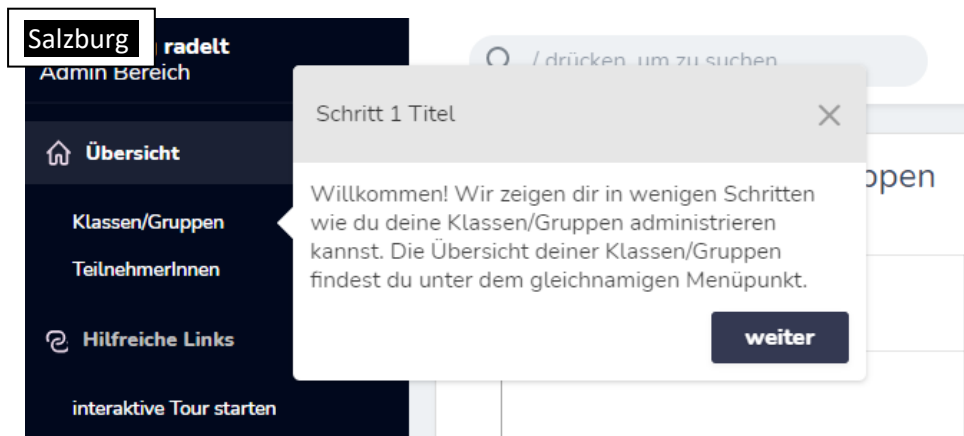 Salzburg radelt
Admin Bereich
/ drücken, um zu suchen
Übersicht
Klassen/Gruppen
TeilnehmerInnen
Hilfreiche Links
interaktive Tour starten
Schritt 1 Titel
Willkommen! Wir zeigen dir in wenigen Schritten
wie du deine Klassen/Gruppen administrieren
kannst. Die Übersicht deiner Klassen/Gruppen
findest du unter dem gleichnamigen Menüpunkt.
weiter